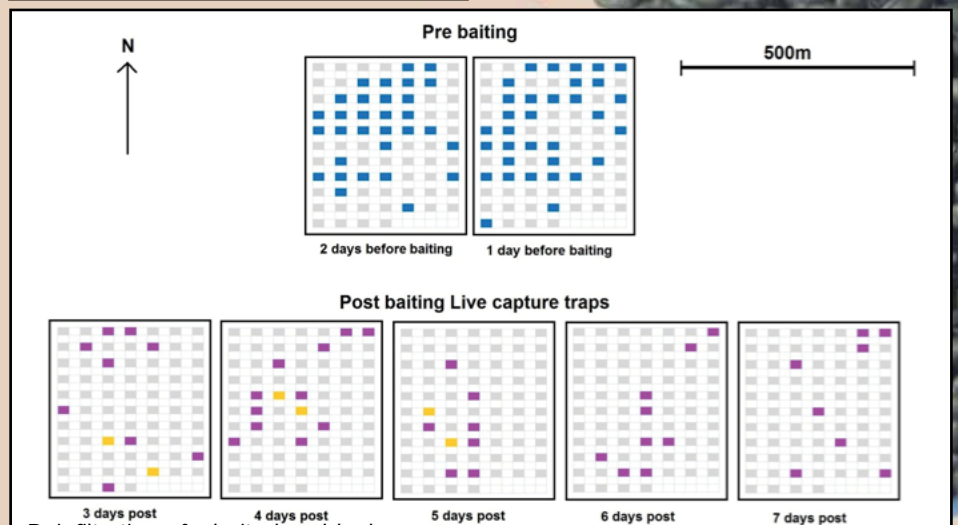 Pre baiting
N
500m
2 days before baiting
1 day before baiting
Post baiting Live capture traps
3 days post
4 days post
5 days post
6 days post
7 days post